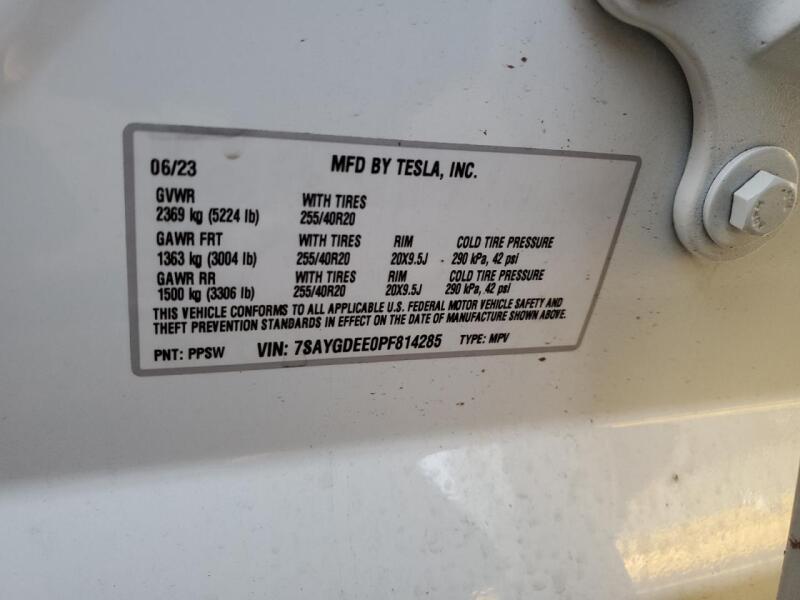 06/23 MFD BY TESLA, INC.
GVWR WITH TIRES
2369 kg (5224 lb) 255/40R20
GAWR FRT WITH TIRES RIM COLD TIRE PRESSURE
1363 kg (3004 lb) 255/40R20 20X9.5J 290 kPa, 42 psi
GAWR RR WITH TIRES RIM COLD TIRE PRESSURE
1500 kg (3306 lb) 255/40R20 20X9.5J 290 kPa, 42 psi
THIS VEHICLE CONFORMS TO ALL APPLICABLE U.S. FEDERAL MOTOR VEHICLE SAFETY AND
THEFT PREVENTION STANDARDS IN EFFECT ON THE DATE OF MANUFACTURE SHOWN ABOVE.
PNT: PPSW VIN: 7SAYGDEE0PF814285 TYPE: MPV